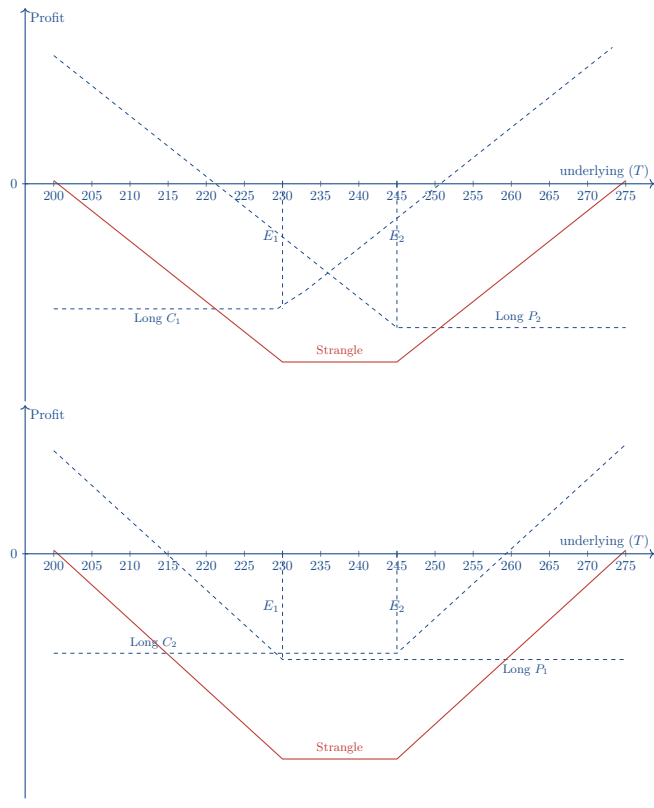 Profit
underlying (T)
0
200 205 210 215 220 225 230 235 240 245 250 255 260 265 270 275
E₁ E₂
Long C₁ Long P₂
Strangle
Profit
underlying (T)
0
200 205 210 215 220 225 230 235 240 245 250 255 260 265 270 275
E₁ E₂
Long C₂
Long P₁
Strangle